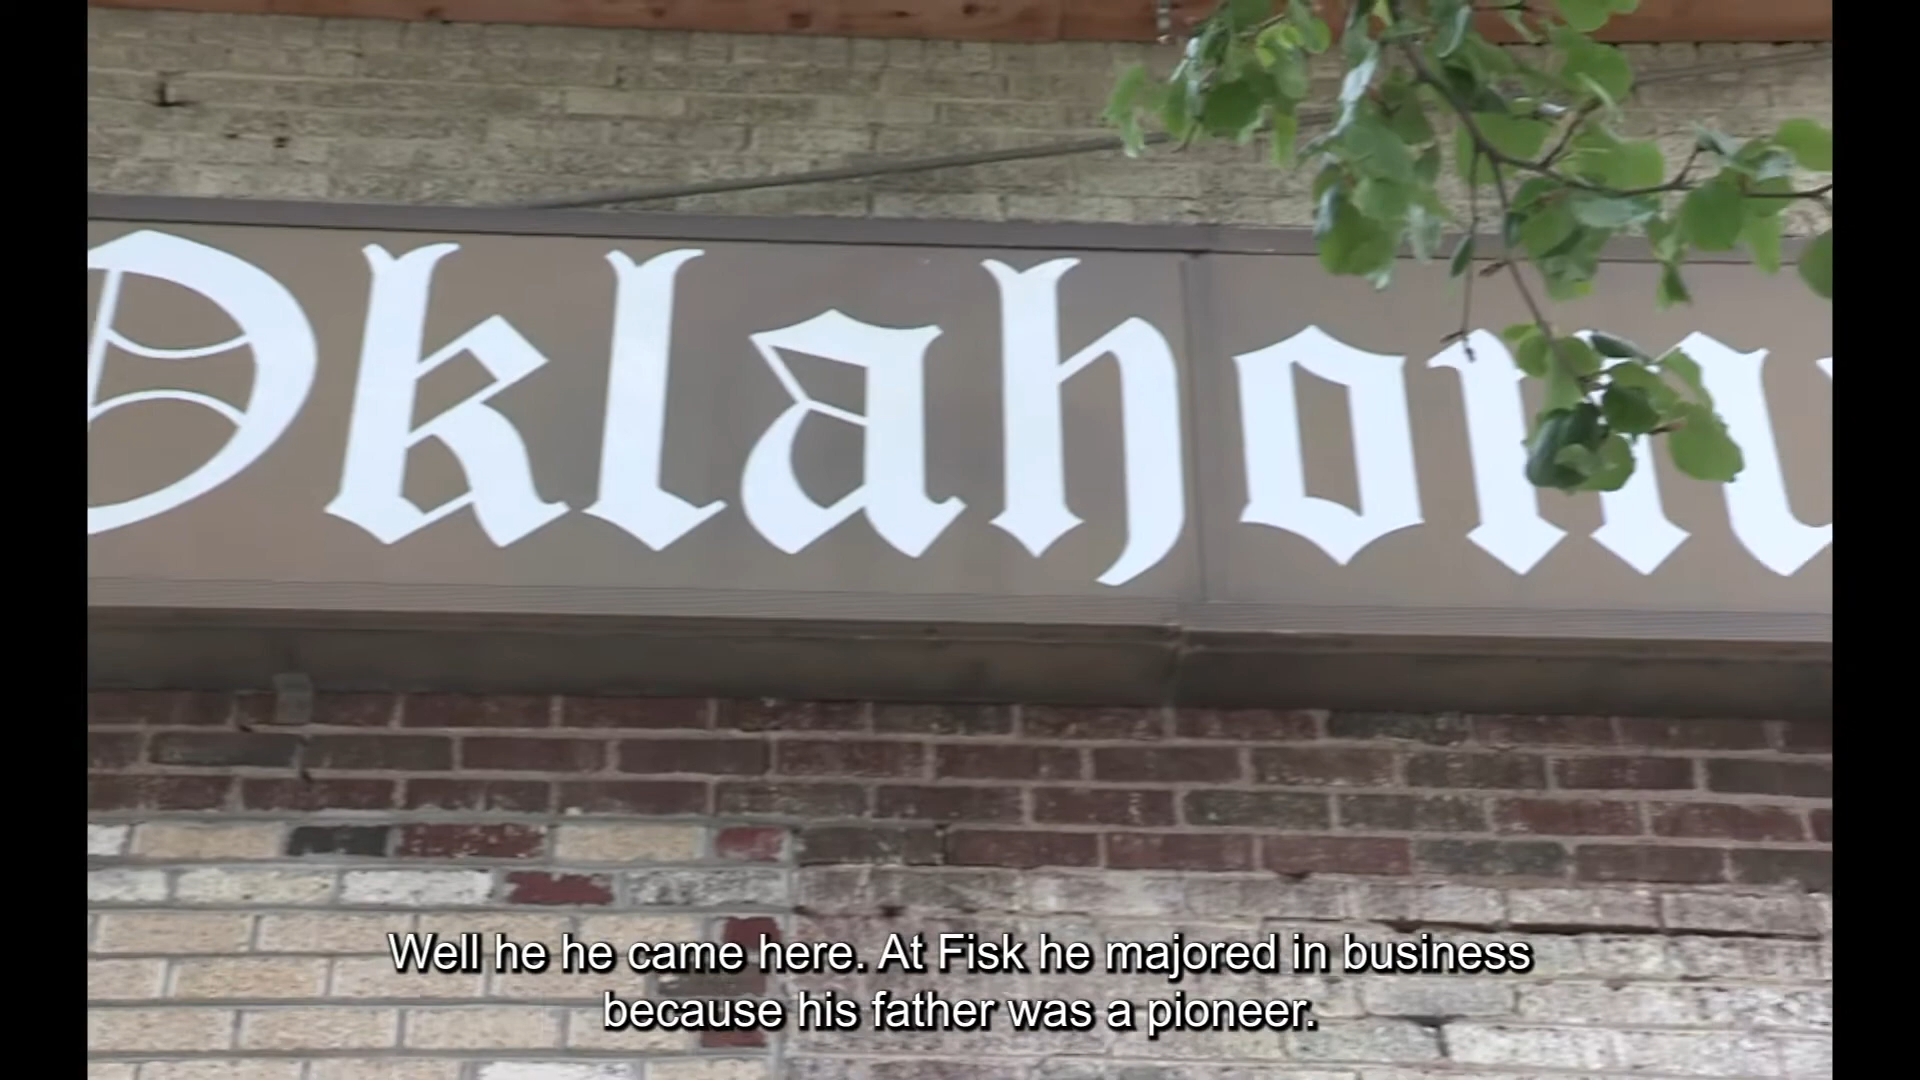 Oklahom
Well he he came here. At Fisk he majored in business
because his father was a pioneer.